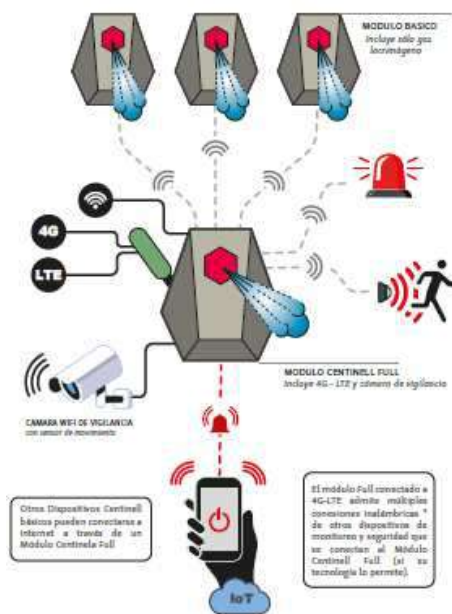 MODULO BASICO
Incluye sólo gas
lacrimógeno
4G
LTE
MODULO CENTINELL FULL
Incluye 4G - LTE y cámara de vigilancia
CAMARA WIFI DE VIGILANCIA
con sensor de movimiento
Otros Dispositivos Centinell
básicos pueden conectarse a
internet a través de un
Módulo Centinela Full
El módulo Full conectado a
4G-LTE admite múltiples
conexiones inalámbricas *
de otros dispositivos de
monitoreo y seguridad que
se conectan al Módulo
Centinell Full (si su
tecnología lo permite).
IoT